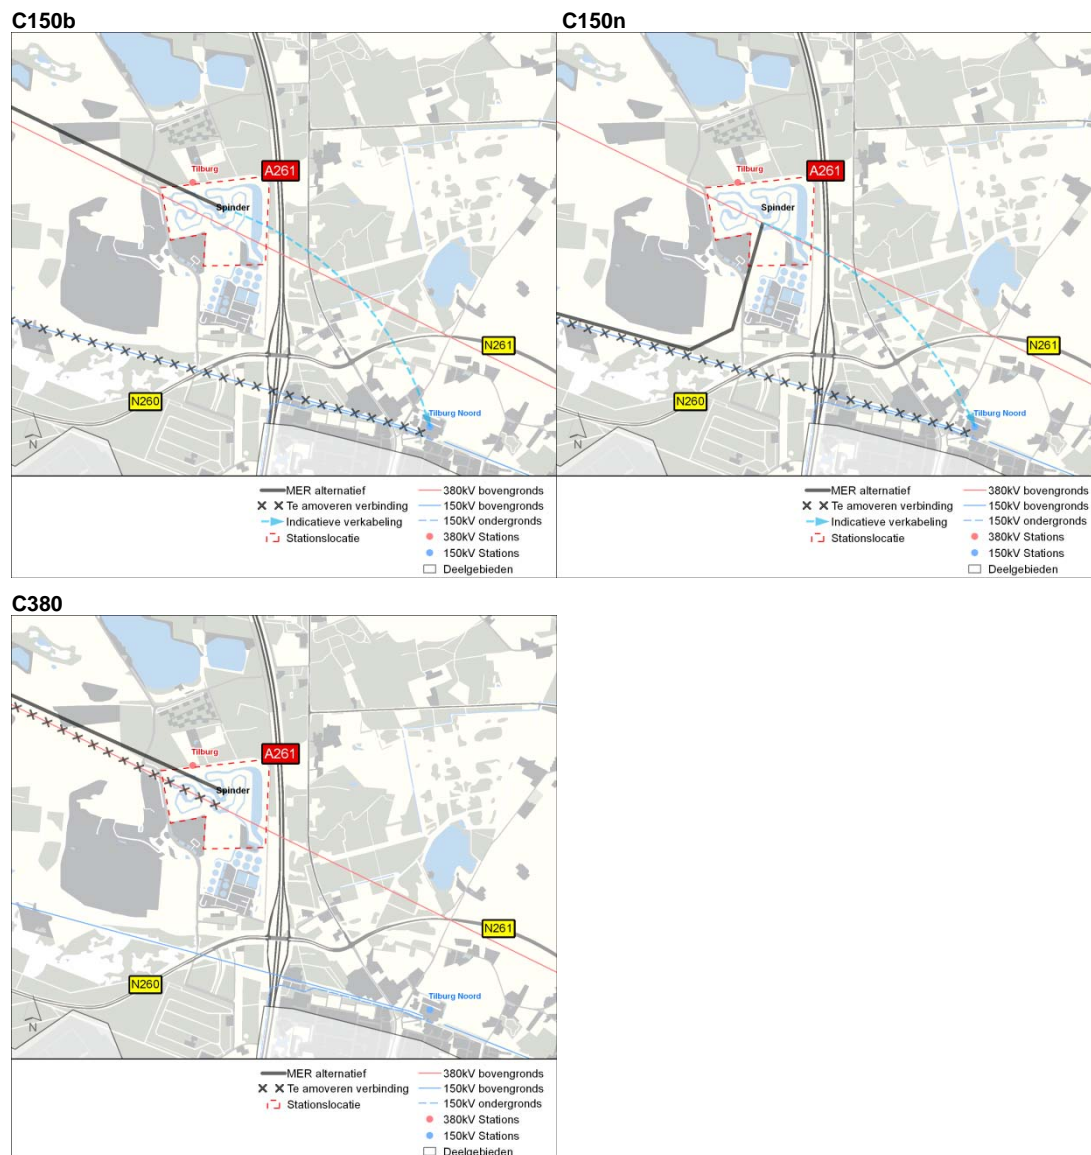 C150b
C150n
Tilburg
A261
Spinder
N261
N260
Tilburg Noord
N
MER alternatief
Te amoveren verbinding
Indicatieve verkabeling
Stationslocatie
380kV bovengronds
150kV bovengronds
150kV ondergronds
380kV Stations
150kV Stations
Deelgebieden
Tilburg
A261
Spinder
N261
N260
Tilburg Noord
N
MER alternatief
Te amoveren verbinding
Indicatieve verkabeling
Stationslocatie
380kV bovengronds
150kV bovengronds
150kV ondergronds
380kV Stations
150kV Stations
Deelgebieden
C380
Tilburg
A261
Spinder
N261
N260
Tilburg Noord
N
MER alternatief
Te amoveren verbinding
Stationslocatie
380kV bovengronds
150kV bovengronds
150kV ondergronds
380kV Stations
150kV Stations
Deelgebieden